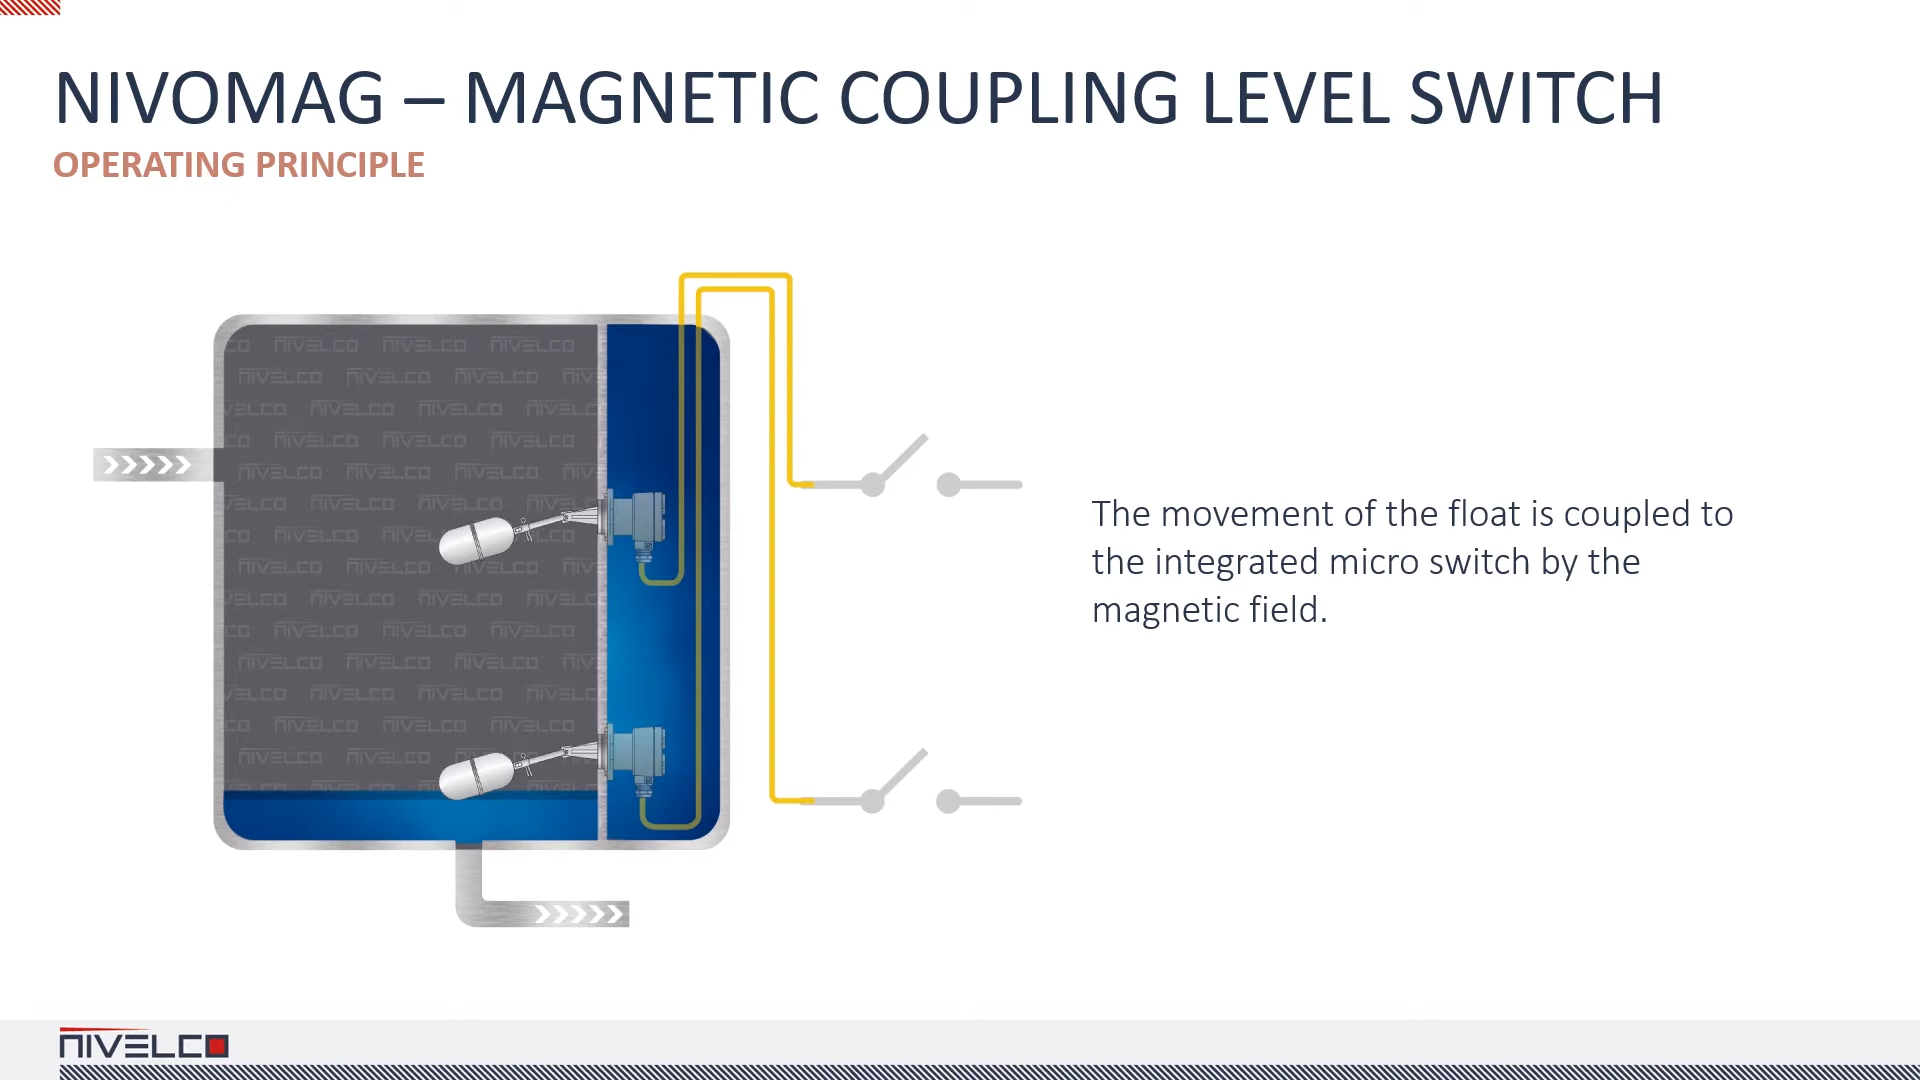 NIVOMAG – MAGNETIC COUPLING LEVEL SWITCH
OPERATING PRINCIPLE
The movement of the float is coupled to
the integrated micro switch by the
magnetic field.
NIVELCO